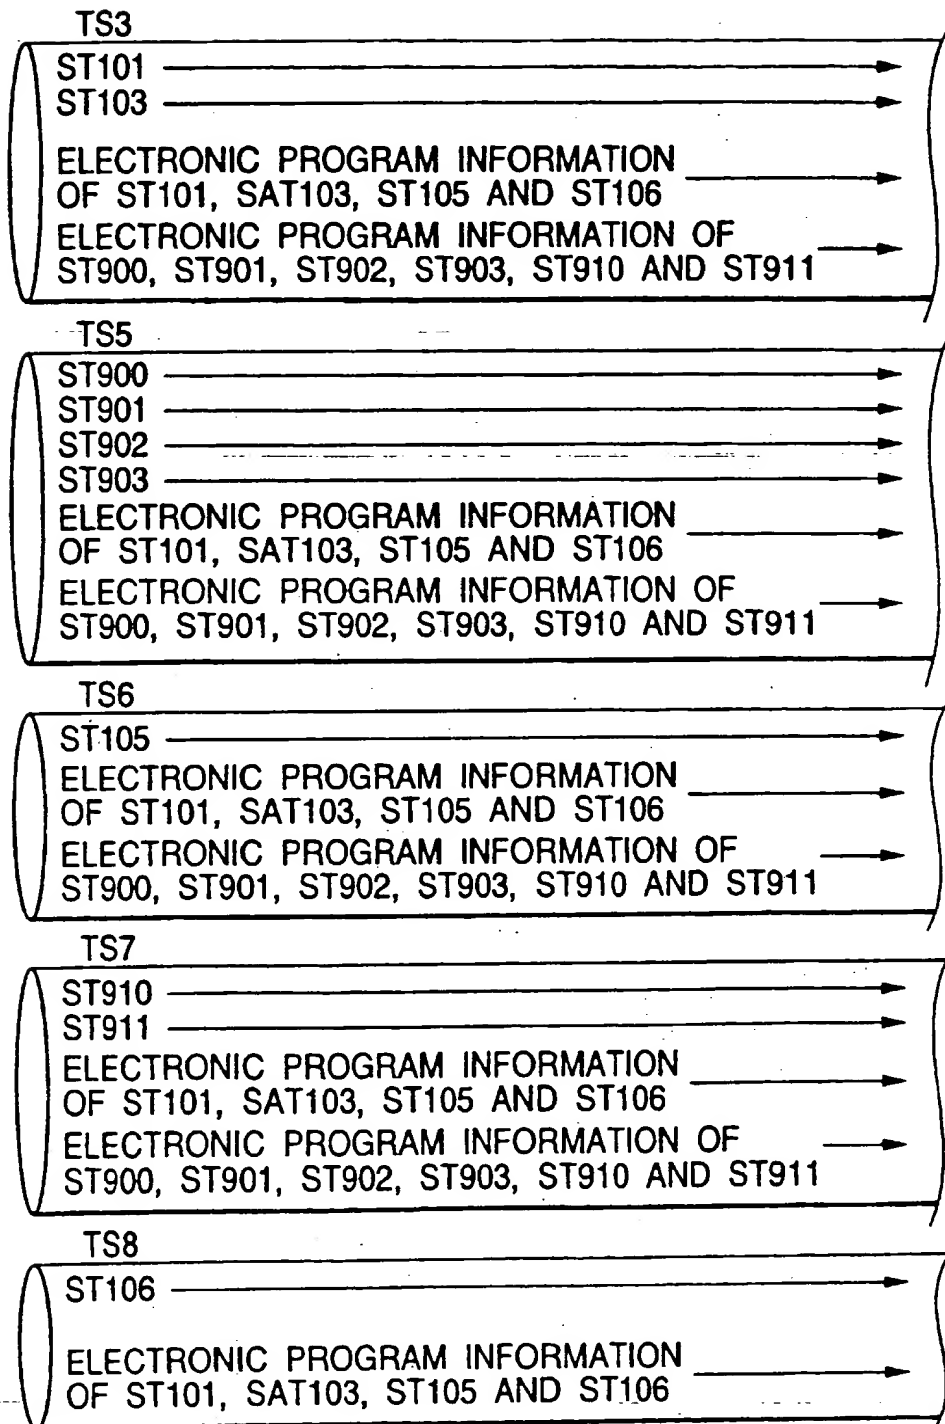 TS3
ST101
ST103
ELECTRONIC PROGRAM INFORMATION
OF ST101, SAT103, ST105 AND ST106
ELECTRONIC PROGRAM INFORMATION OF
ST900, ST901, ST902, ST903, ST910 AND ST911
TS5
ST900
ST901
ST902
ST903
ELECTRONIC PROGRAM INFORMATION
OF ST101, SAT103, ST105 AND ST106
ELECTRONIC PROGRAM INFORMATION OF
ST900, ST901, ST902, ST903, ST910 AND ST911
TS6
ST105
ELECTRONIC PROGRAM INFORMATION
OF ST101, SAT103, ST105 AND ST106
ELECTRONIC PROGRAM INFORMATION OF
ST900, ST901, ST902, ST903, ST910 AND ST911
TS7
ST910
ST911
ELECTRONIC PROGRAM INFORMATION
OF ST101, SAT103, ST105 AND ST106
ELECTRONIC PROGRAM INFORMATION OF
ST900, ST901, ST902, ST903, ST910 AND ST911
TS8
ST106
ELECTRONIC PROGRAM INFORMATION
OF ST101, SAT103, ST105 AND ST106